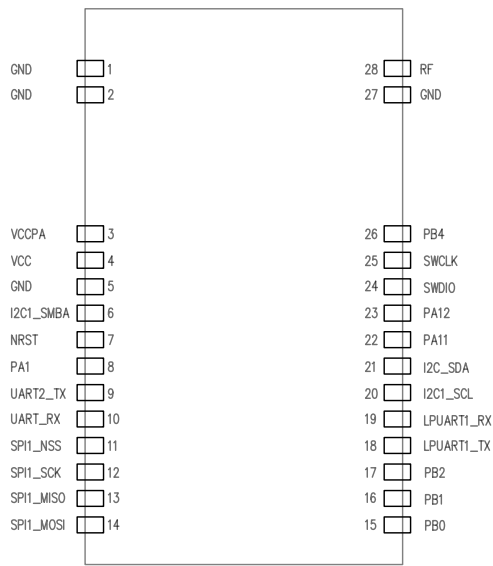 GND 1 28 RF
GND 2 27 GND
VCCPA 3 26 PB4
VCC 4 25 SWCLK
GND 5 24 SWDIO
I2C1_SMBA 6 23 PA12
NRST 7 22 PA11
PA1 8 21 I2C_SDA
UART2_TX 9 20 I2C1_SCL
UART_RX 10 19 LPUART1_RX
SPI1_NSS 11 18 LPUART1_TX
SPI1_SCK 12 17 PB2
SPI1_MISO 13 16 PB1
SPI1_MOSI 14 15 PB0